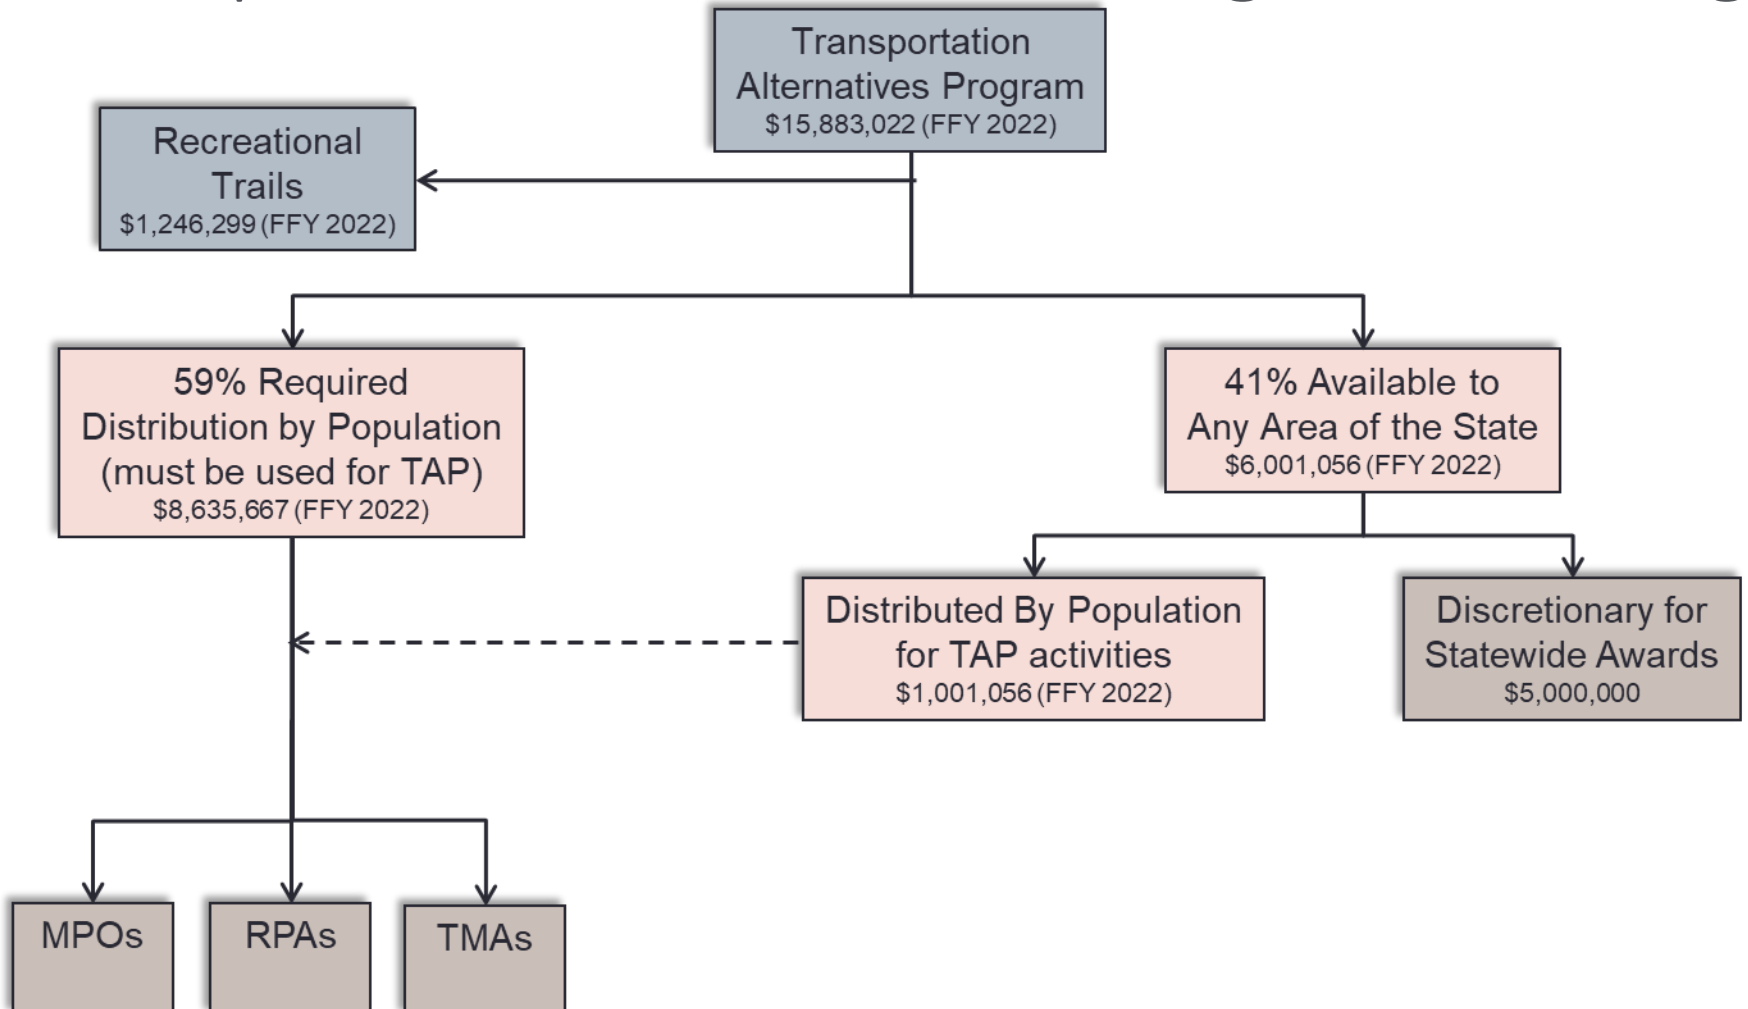 Transportation
Alternatives Program
$15,883,022 (FFY 2022)
Recreational
Trails
$1,246,299 (FFY 2022)
59% Required
Distribution by Population
(must be used for TAP)
$8,635,667 (FFY 2022)
41% Available to
Any Area of the State
$6,001,056 (FFY 2022)
Distributed By Population
for TAP activities
$1,001,056 (FFY 2022)
Discretionary for
Statewide Awards
$5,000,000
MPOs
RPAs
TMAs